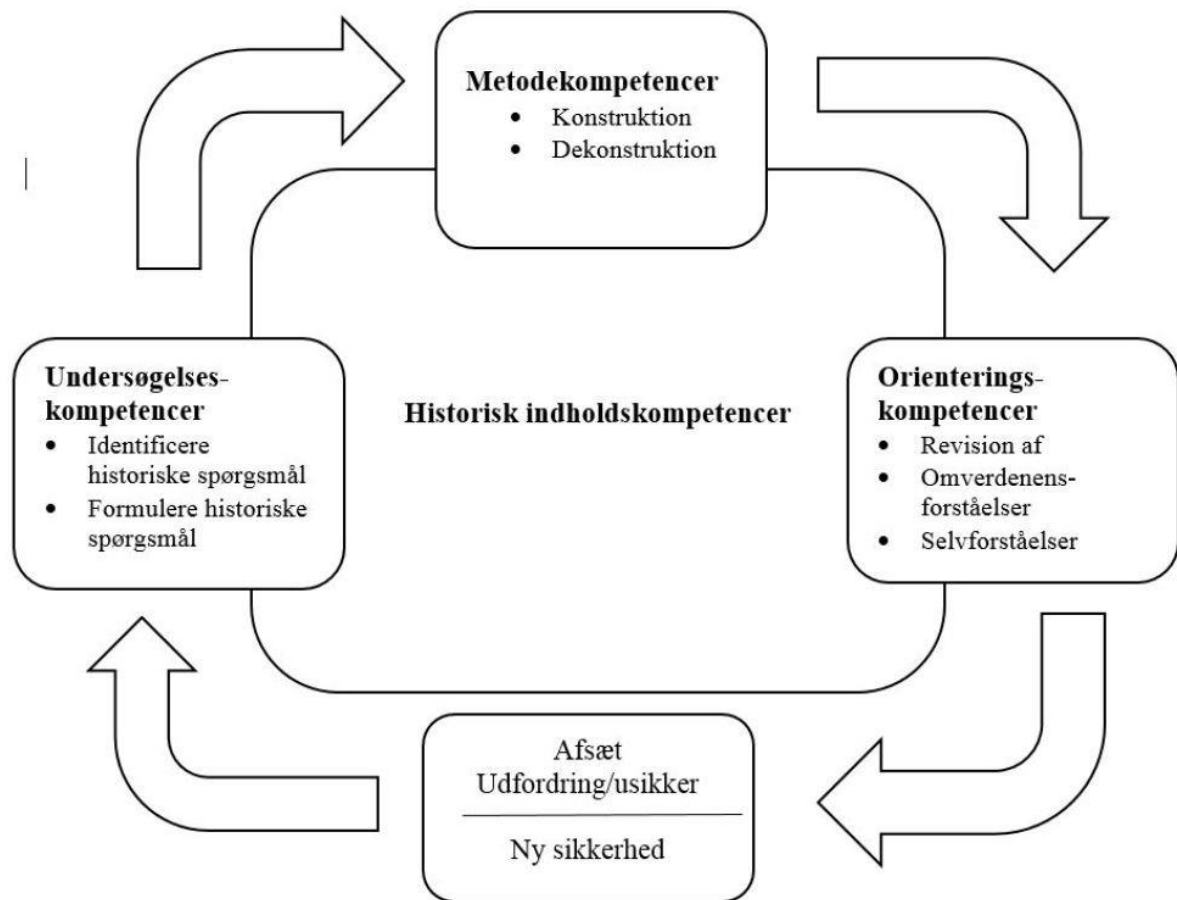 Metodekompetencer
• Konstruktion
• Dekonstruktion
Undersøgelses-
kompetencer
• Identificere
historiske spørgsmål
• Formulere historiske
spørgsmål
Historisk indholdskompetencer
Orienterings-
kompetencer
• Revision af
• Omverdenens-
forståelser
• Selvforståelser
Afsæt
Udfordring/usikker
Ny sikkerhed